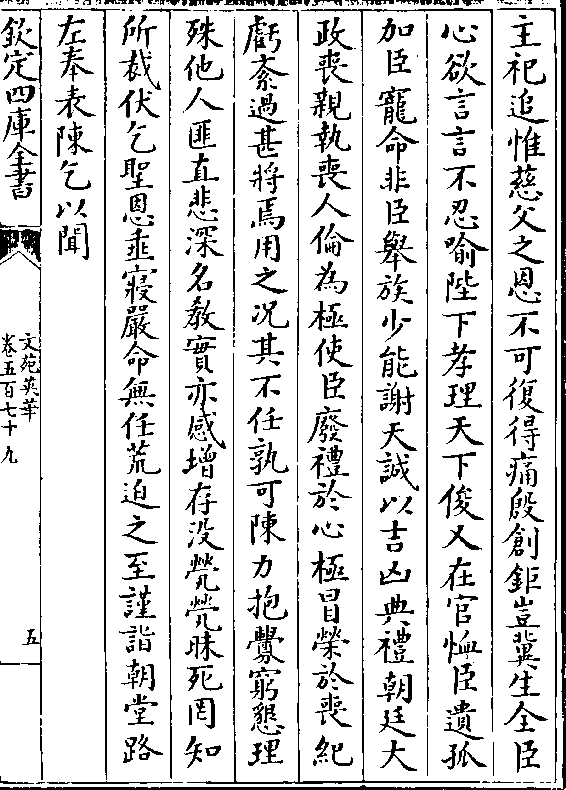 主祀追惟慈父之恩不可復得痛殷創鉅豈冀生全臣
心欲言言不忍喻陛下孝理天下俊乂在官恤臣遺孤
加臣寵命非臣舉族少能謝天誠以吉凶典禮朝廷大
政喪親執喪人倫為極使臣廢禮於心極冒榮於喪紀
虧紊過甚將焉用之况其不任孰可陳力抱釁窮懇理
殊他人匪直悲深名教實亦感增存没煢煢昧死罔知
所裁伏乞聖恩亟寢嚴命無任荒迫之至謹詣朝堂路
左奉表陳乞以聞
欽定四庫全書
文苑英華
卷五百七十九
五